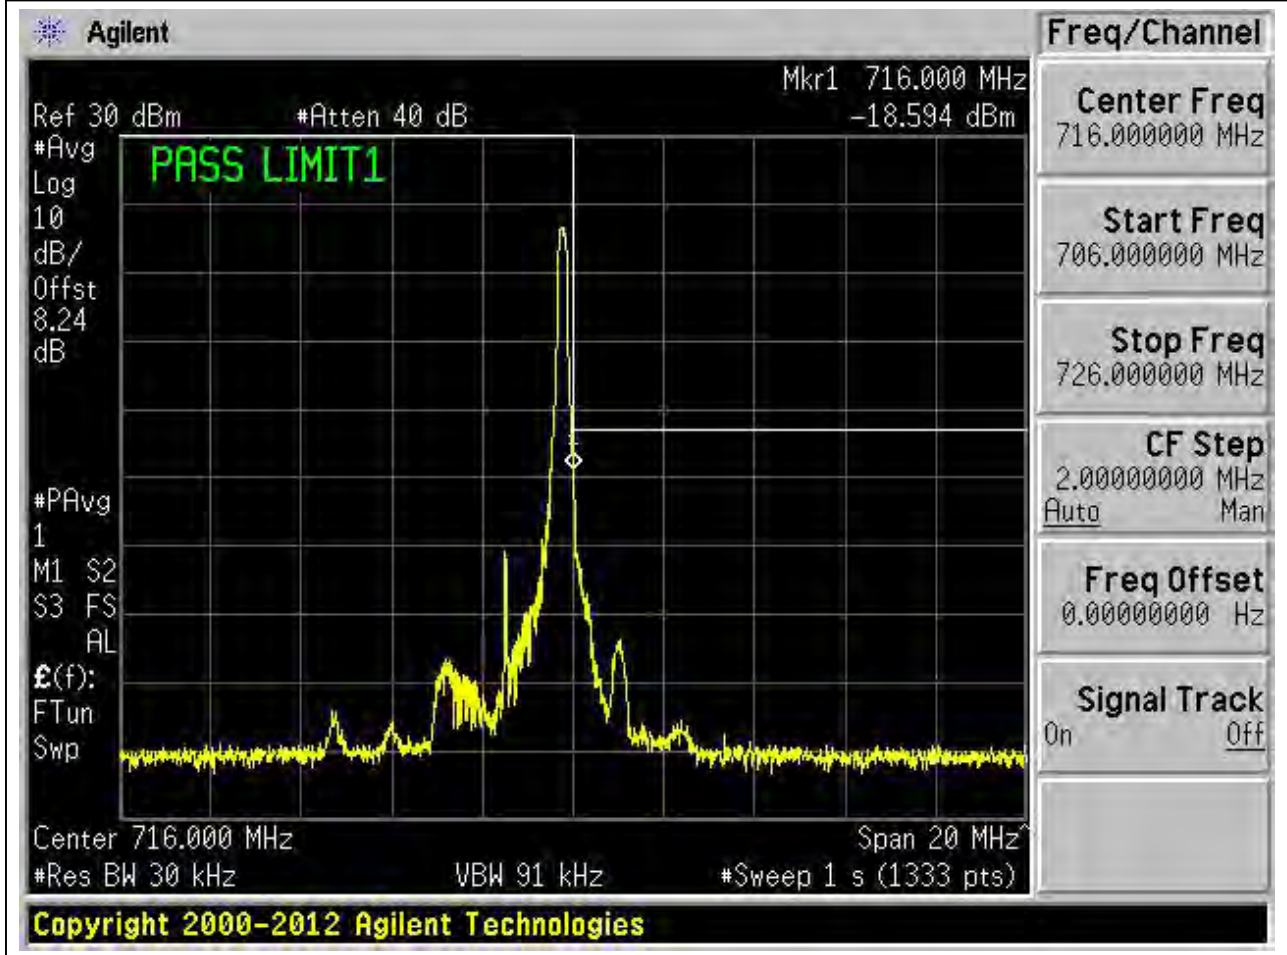 Agilent
Freq/Channel
Mkr1 716.000 MHz
Ref 30 dBm #Atten 40 dB -18.594 dBm
#Avg
Log
10
dB/
Offst
8.24
dB
PASS LIMIT1
1
#PAvg
1
M1 S2
S3 FS
AL
£(f):
FTun
Swp
Center 716.000 MHz Span 20 MHz^
#Res BW 30 kHz VBW 91 kHz #Sweep 1 s (1333 pts)
Center Freq
716.000000 MHz
Start Freq
706.000000 MHz
Stop Freq
726.000000 MHz
CF Step
2.00000000 MHz
Auto Man
Freq Offset
0.00000000 Hz
Signal Track
On Off
Copyright 2000-2012 Agilent Technologies